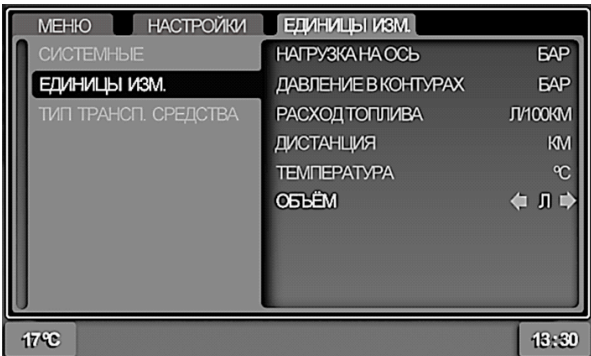 МЕНЮ НАСТРОЙКИ ЕДИНИЦЫ ИЗМ.
СИСТЕМНЫЕ
ЕДИНИЦЫ ИЗМ.
ТИП ТРАНСП. СРЕДСТВА
НАГРУЗКА НА ОСЬ БАР
ДАВЛЕНИЕ В КОНТУРАХ БАР
РАСХОД ТОПЛИВА Л/100КМ
ДИСТАНЦИЯ КМ
ТЕМПЕРАТУРА °C
ОБЪЁМ Л
17°C 13:30